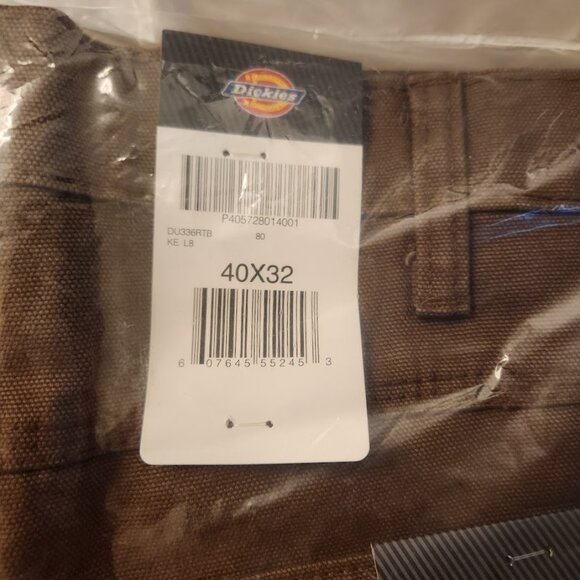 Dickies
P405728014001
DU336RTB 80
KE L8
40X32
6 07645 55245 3